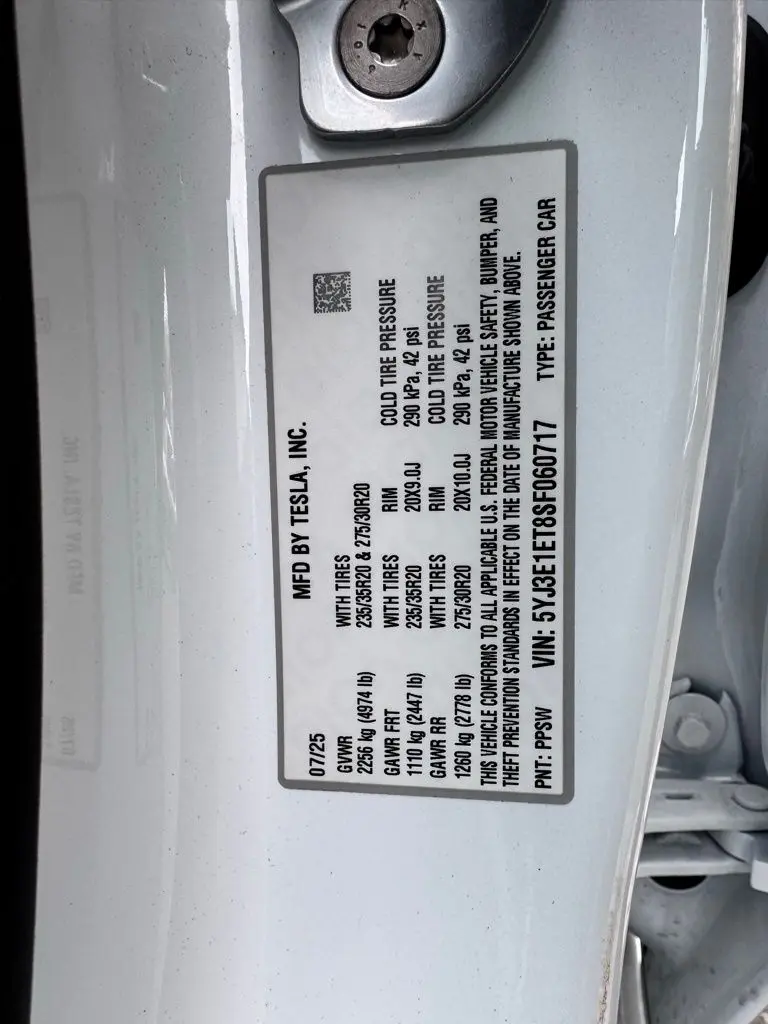 MFD BY TESLA, INC.
07/25
GVWR WITH TIRES
2256 kg (4974 lb) 235/35R20 & 275/30R20
GAWR FRT WITH TIRES RIM COLD TIRE PRESSURE
1110 kg (2447 lb) 235/35R20 20X9.0J 290 kPa, 42 psi
GAWR RR WITH TIRES RIM COLD TIRE PRESSURE
1260 kg (2778 lb) 275/30R20 20X10.0J 290 kPa, 42 psi
THIS VEHICLE CONFORMS TO ALL APPLICABLE U.S. FEDERAL MOTOR VEHICLE SAFETY, BUMPER, AND
THEFT PREVENTION STANDARDS IN EFFECT ON THE DATE OF MANUFACTURE SHOWN ABOVE.
PNT: PPSW VIN: 5YJ3E1ET8SF060717 TYPE: PASSENGER CAR